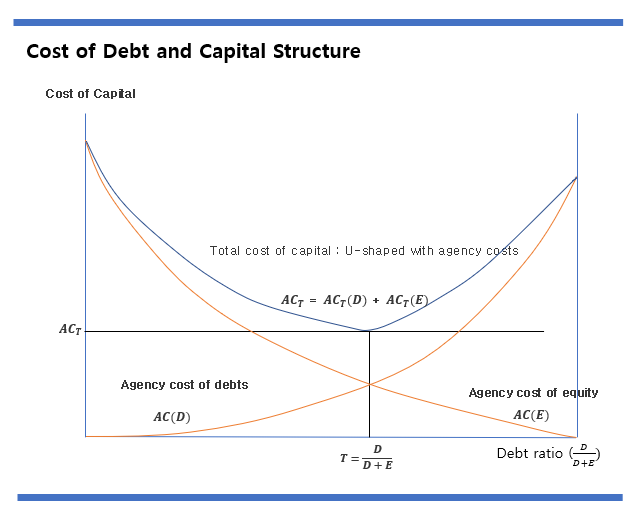 Cost of Debt and Capital Structure
Cost of Capital
Total cost of capital : U-shaped with agency costs
AC_T = AC_T(D) + AC_T(E)
AC_T
Agency cost of debts
AC(D)
Agency cost of equity
AC(E)
T = D / D + E
Debt ratio (D / D+E)